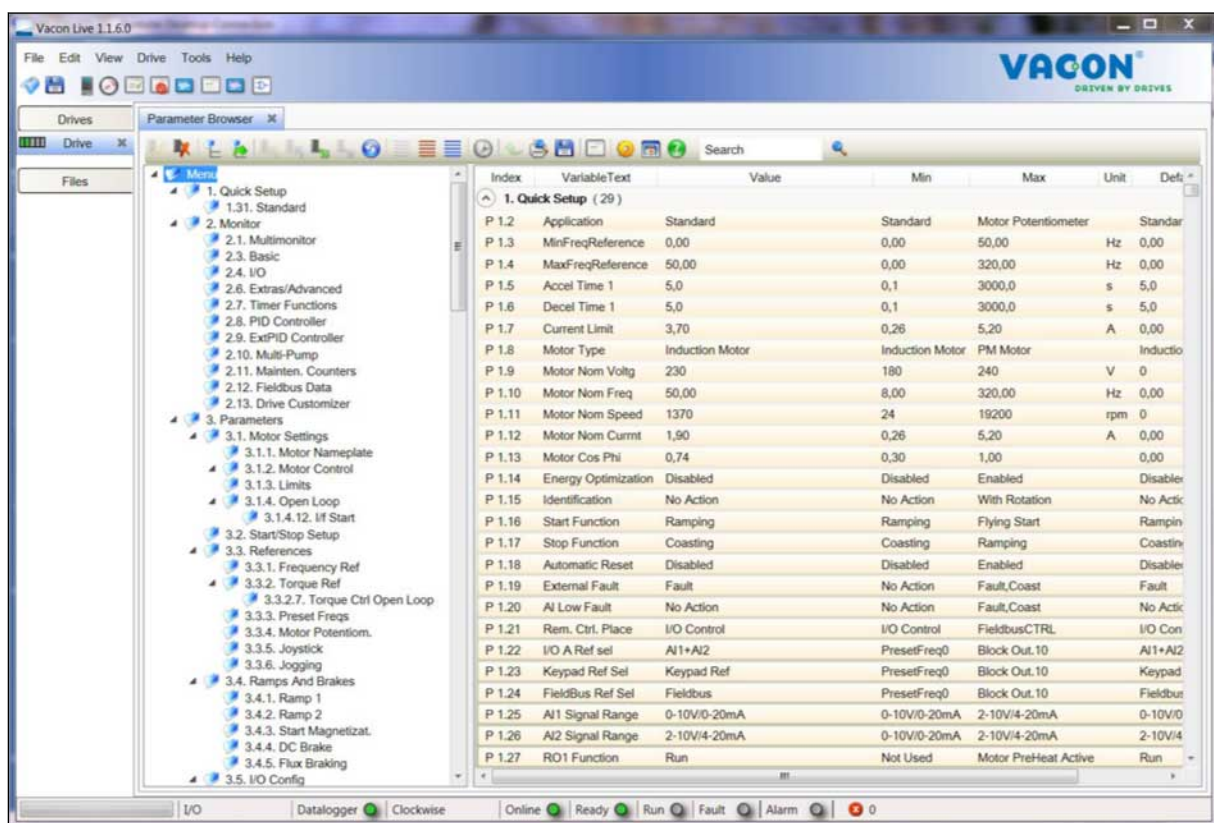 Vacon Live 1.1.6.0
File Edit View Drive Tools Help
VACON®
DRIVEN BY DRIVES
Drives
Drive
Files
Parameter Browser
Search
Menu
1. Quick Setup
1.31. Standard
2. Monitor
2.1. Multimonitor
2.3. Basic
2.4. I/O
2.6. Extras/Advanced
2.7. Timer Functions
2.8. PID Controller
2.9. ExtPID Controller
2.10. Multi-Pump
2.11. Mainten. Counters
2.12. Fieldbus Data
2.13. Drive Customizer
3. Parameters
3.1. Motor Settings
3.1.1. Motor Nameplate
3.1.2. Motor Control
3.1.3. Limits
3.1.4. Open Loop
3.1.4.12. I/f Start
3.2. Start/Stop Setup
3.3. References
3.3.1. Frequency Ref
3.3.2. Torque Ref
3.3.2.7. Torque Ctrl Open Loop
3.3.3. Preset Freqs
3.3.4. Motor Potentiom.
3.3.5. Joystick
3.3.6. Jogging
3.4. Ramps And Brakes
3.4.1. Ramp 1
3.4.2. Ramp 2
3.4.3. Start Magnetizat.
3.4.4. DC Brake
3.4.5. Flux Braking
3.5. I/O Config
Index VariableText Value Min Max Unit Defa
1. Quick Setup (29)
P 1.2 Application Standard Standard Motor Potentiometer Standar
P 1.3 MinFreqReference 0,00 0,00 50,00 Hz 0,00
P 1.4 MaxFreqReference 50,00 0,00 320,00 Hz 0,00
P 1.5 Accel Time 1 5,0 0,1 3000,0 s 5,0
P 1.6 Decel Time 1 5,0 0,1 3000,0 s 5,0
P 1.7 Current Limit 3,70 0,26 5,20 A 0,00
P 1.8 Motor Type Induction Motor Induction Motor PM Motor Inductio
P 1.9 Motor Nom Voltg 230 180 240 V 0
P 1.10 Motor Nom Freq 50,00 8,00 320,00 Hz 0,00
P 1.11 Motor Nom Speed 1370 24 19200 rpm 0
P 1.12 Motor Nom Currnt 1,90 0,26 5,20 A 0,00
P 1.13 Motor Cos Phi 0,74 0,30 1,00 0,00
P 1.14 Energy Optimization Disabled Disabled Enabled Disabled
P 1.15 Identification No Action No Action With Rotation No Actic
P 1.16 Start Function Ramping Ramping Flying Start Rampin
P 1.17 Stop Function Coasting Coasting Ramping Coastin
P 1.18 Automatic Reset Disabled Disabled Enabled Disabled
P 1.19 External Fault Fault No Action Fault,Coast Fault
P 1.20 AI Low Fault No Action No Action Fault,Coast No Actic
P 1.21 Rem. Ctrl. Place I/O Control I/O Control FieldbusCTRL I/O Con
P 1.22 I/O A Ref sel AI1+AI2 PresetFreq0 Block Out.10 AI1+AI2
P 1.23 Keypad Ref Sel Keypad Ref PresetFreq0 Block Out.10 Keypad
P 1.24 FieldBus Ref Sel Fieldbus PresetFreq0 Block Out.10 Fieldbus
P 1.25 AI1 Signal Range 0-10V/0-20mA 0-10V/0-20mA 2-10V/4-20mA 0-10V/0
P 1.26 AI2 Signal Range 2-10V/4-20mA 0-10V/0-20mA 2-10V/4-20mA 2-10V/4
P 1.27 RO1 Function Run Not Used Motor PreHeat Active Run
I/O Datalogger Clockwise Online Ready Run Fault Alarm 0